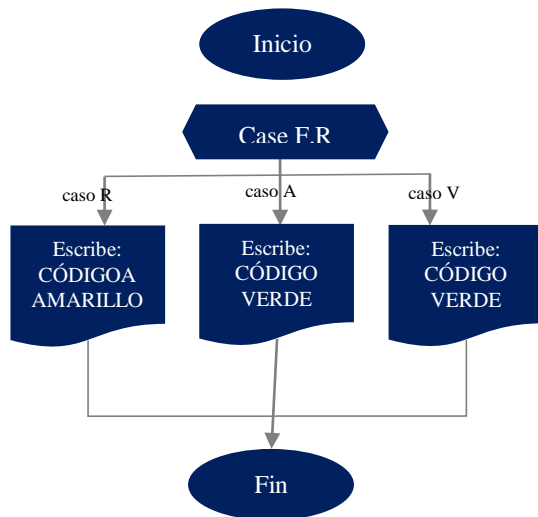 Inicio
Case F.R
caso R
caso A
caso V
Escribe:
CÓDIGOA
AMARILLO
Escribe:
CÓDIGO
VERDE
Escribe:
CÓDIGO
VERDE
Fin